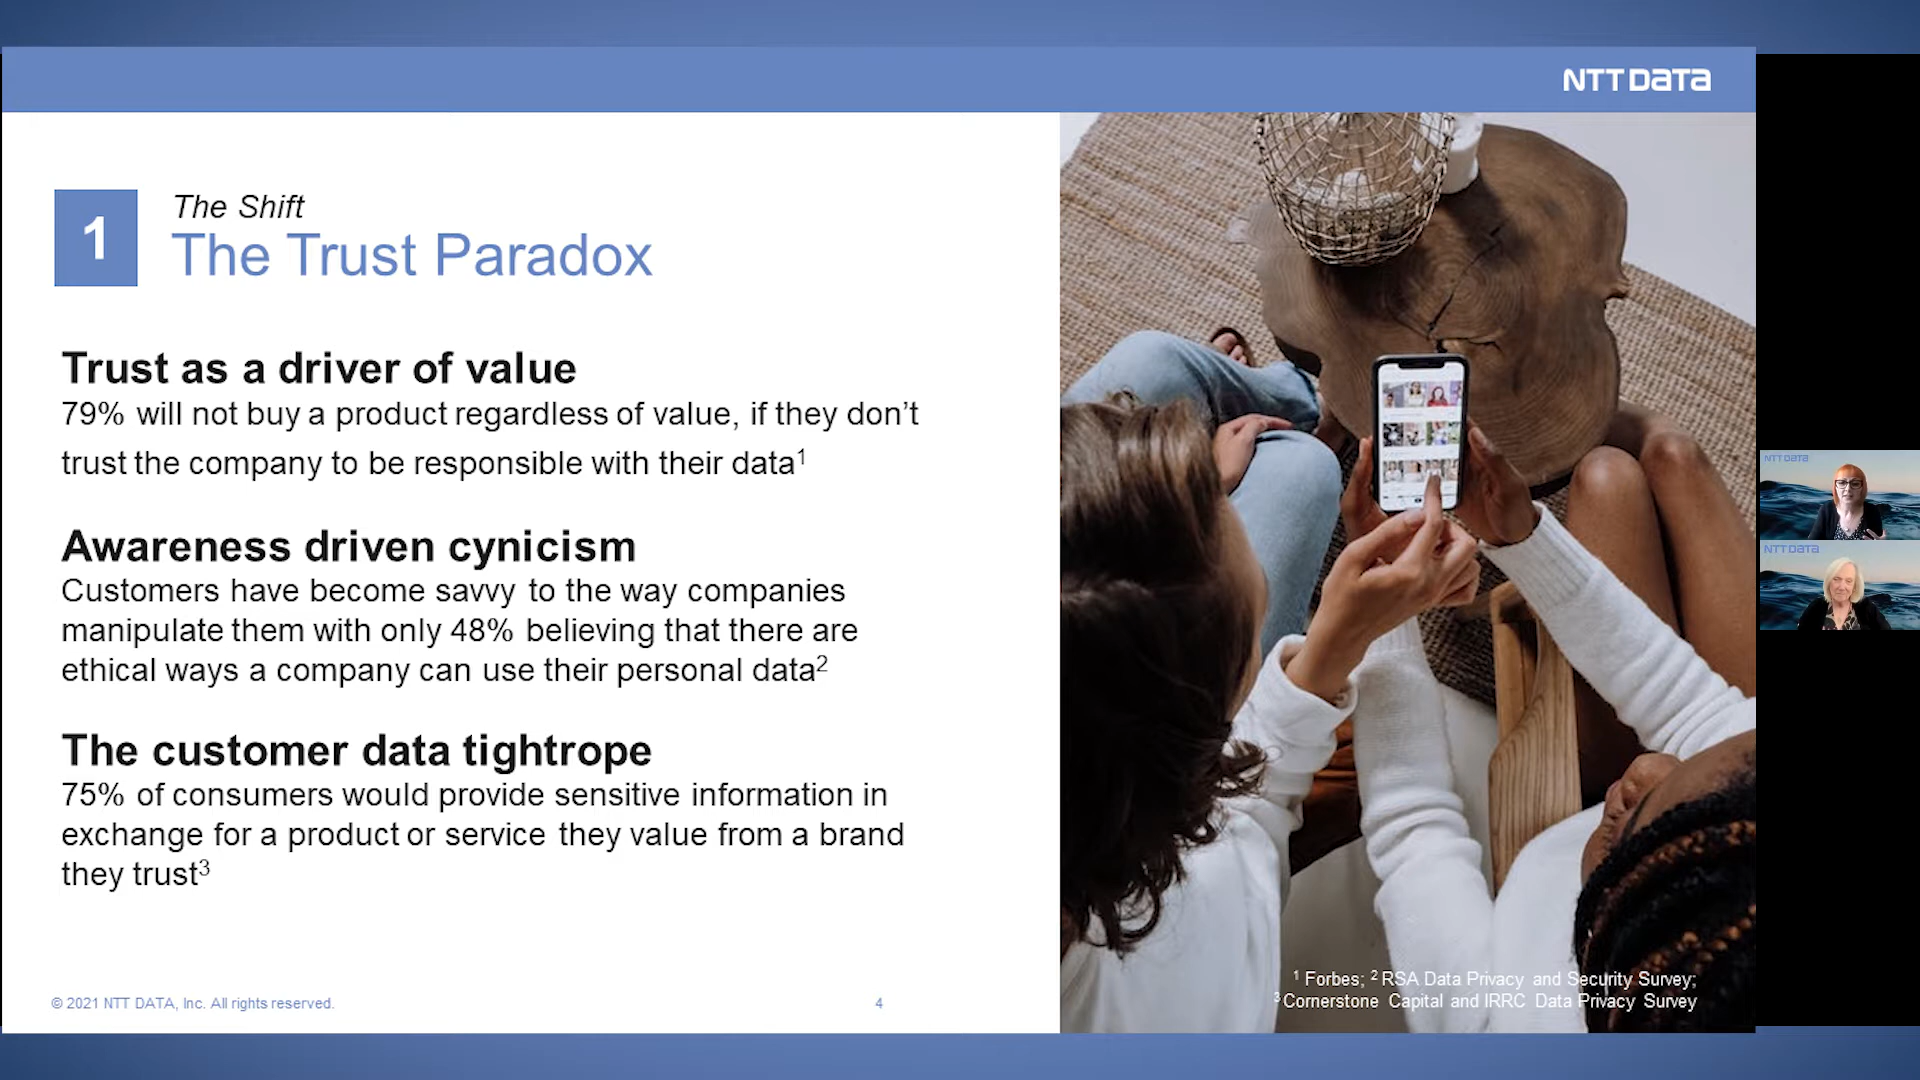 NTT DATA
1
The Shift
The Trust Paradox
Trust as a driver of value
79% will not buy a product regardless of value, if they don’t
trust the company to be responsible with their data¹
Awareness driven cynicism
Customers have become savvy to the way companies
manipulate them with only 48% believing that there are
ethical ways a company can use their personal data²
The customer data tightrope
75% of consumers would provide sensitive information in
exchange for a product or service they value from a brand
they trust³
© 2021 NTT DATA, Inc. All rights reserved.
4
¹ Forbes; ² RSA Data Privacy and Security Survey;
³ Cornerstone Capital and IRRC Data Privacy Survey
NTT DATA
NTT DATA